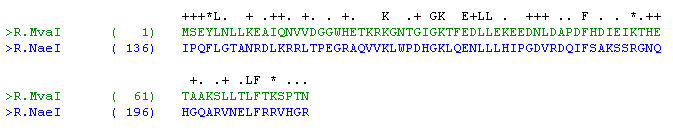 +++*L.  + .++.. +. . +.    K  .+ GK  E+LL .  +++ .. F . . *.++
>R.MvaI      (   1) MSEYLNLLKEAIQNVVDGGWHETKRKGNTGIGKTFEDLLEKEEDNLDAPDFHDIEIKTHE
>R.NaeI      ( 136) IPQFLGTANRDLKRRLTPEGRAQVVKLWPDHGKLQENLLLHIPGDVRDQIFSAKSSRGNQ
+. .+ .LF * ...
>R.MvaI      (  61) TAAKSLLTLFTKSPTN
>R.NaeI      ( 196) HGQARVNELFRRVHGR